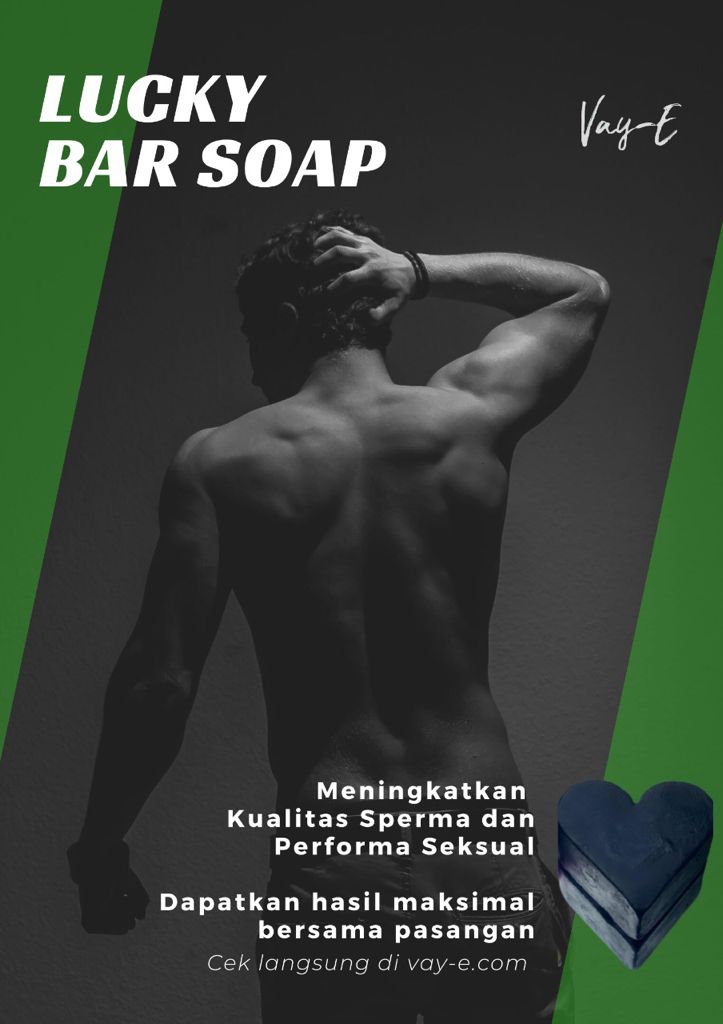 LUCKY
BAR SOAP
Vay-E
Meningkatkan
Kualitas Sperma dan
Performa Seksual
Dapatkan hasil maksimal
bersama pasangan
Cek langsung di vay-e.com